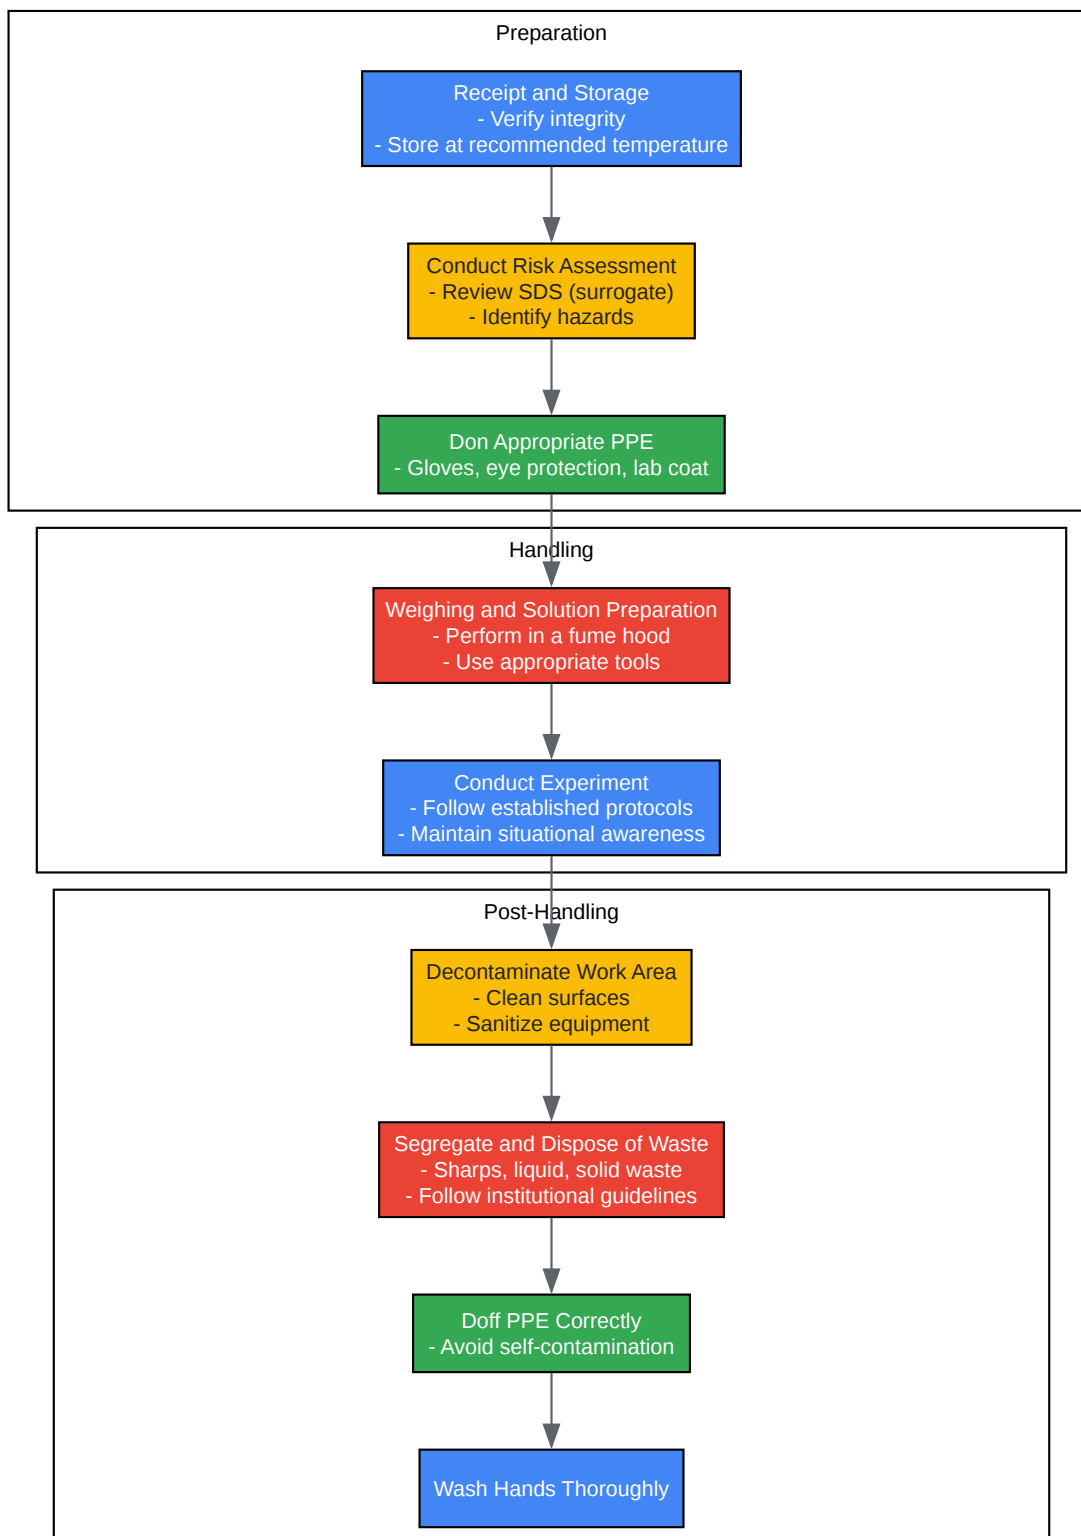 Preparation
Receipt and Storage
- Verify integrity
- Store at recommended temperature
Conduct Risk Assessment
- Review SDS (surrogate)
- Identify hazards
Don Appropriate PPE
- Gloves, eye protection, lab coat
Handling
Weighing and Solution Preparation
- Perform in a fume hood
- Use appropriate tools
Conduct Experiment
- Follow established protocols
- Maintain situational awareness
Post-Handling
Decontaminate Work Area
- Clean surfaces
- Sanitize equipment
Segregate and Dispose of Waste
- Sharps, liquid, solid waste
- Follow institutional guidelines
Doff PPE Correctly
- Avoid self-contamination
Wash Hands Thoroughly